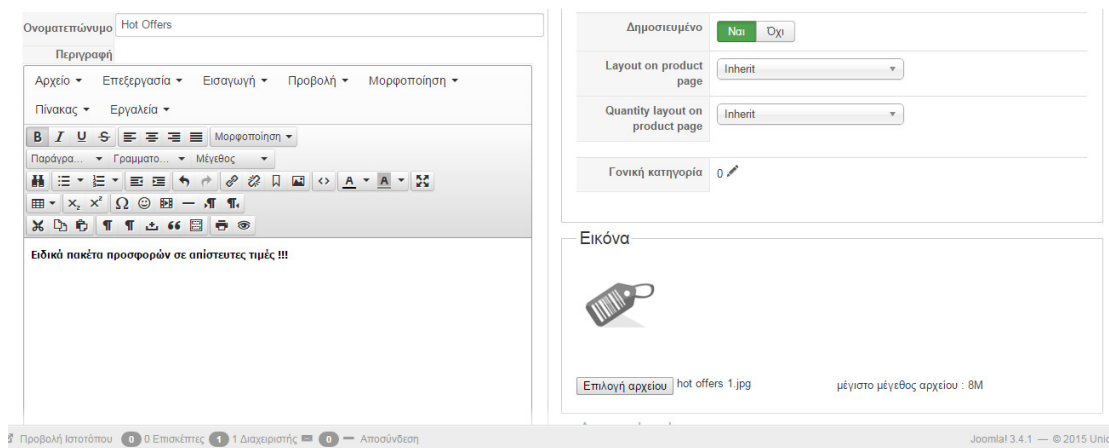 Ονοματεπώνυμο Hot Offers
Περιγραφή
Αρχείο Επεξεργασία Εισαγωγή Προβολή Μορφοποίηση
Πίνακας Εργαλεία
B I U S Μορφοποίηση
Παράγρα... Γραμματο... Μέγεθος
Ειδικά πακέτα προσφορών σε απίστευτες τιμές !!!
Δημοσιευμένο Ναι Όχι
Layout on product page Inherit
Quantity layout on product page Inherit
Γονική κατηγορία 0
Εικόνα
Επιλογή αρχείου hot offers 1.jpg μέγιστο μέγεθος αρχείου : 8M
Προβολή Ιστοτόπου 0 0 Επισκέπτες 1 1 Διαχειριστής 0 Αποσύνδεση Joomla! 3.4.1 — © 2015